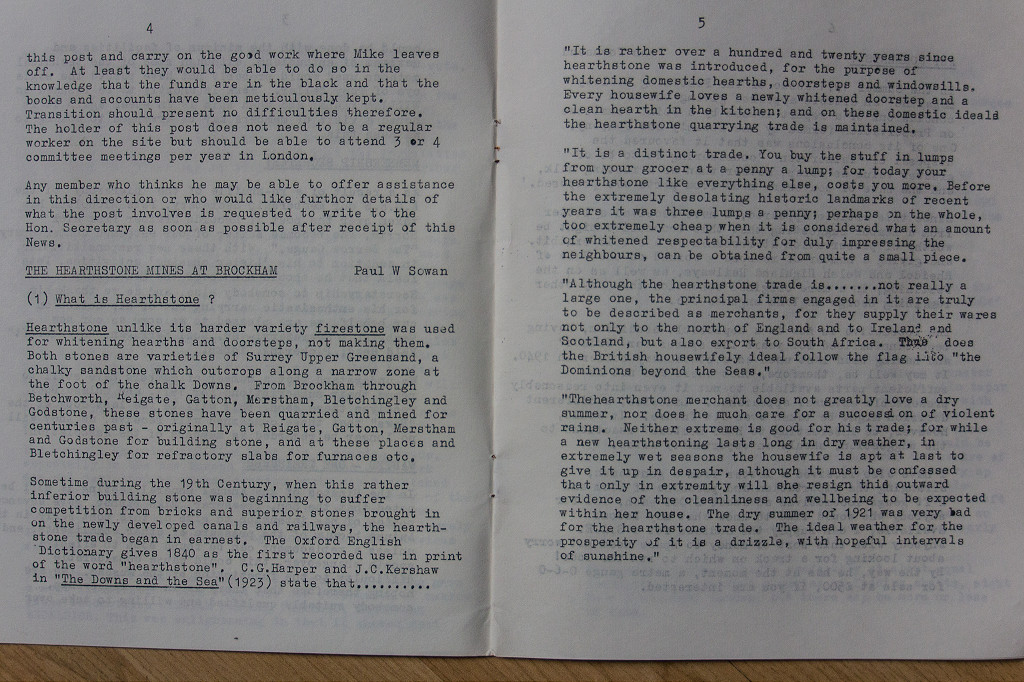 4
this post and carry on the good work where Mike leaves
off. At least they would be able to do so in the
knowledge that the funds are in the black and that the
books and accounts have been meticulously kept.
Transition should present no difficulties therefore.
The holder of this post does not need to be a regular
worker on the site but should be able to attend 3 or 4
committee meetings per year in London.
Any member who thinks he may be able to offer assistance
in this direction or who would like further details of
what the post involves is requested to write to the
Hon. Secretary as soon as possible after receipt of this
News.
THE HEARTHSTONE MINES AT BROCKHAM Paul W Sowan
(1) What is Hearthstone ?
Hearthstone unlike its harder variety firestone was used
for whitening hearths and doorsteps, not making them.
Both stones are varieties of Surrey Upper Greensand, a
chalky sandstone which outcrops along a narrow zone at
the foot of the chalk Downs. From Brockham through
Betchworth, Reigate, Gatton, Merstham, Bletchingley and
Godstone, these stones have been quarried and mined for
centuries past - originally at Reigate, Gatton, Merstham
and Godstone for building stone, and at these places and
Bletchingley for refractory slabs for furnaces etc.
Sometime during the 19th Century, when this rather
inferior building stone was beginning to suffer
competition from bricks and superior stones brought in
on the newly developed canals and railways, the hearth-
stone trade began in earnest. The Oxford English
Dictionary gives 1840 as the first recorded use in print
of the word "hearthstone". C.G.Harper and J.C.Kershaw
in "The Downs and the Sea"(1923) state that..........
5
"It is rather over a hundred and twenty years since
hearthstone was introduced, for the purpose of
whitening domestic hearths, doorsteps and windowsills.
Every housewife loves a newly whitened doorstep and a
clean hearth in the kitchen; and on these domestic ideals
the hearthstone quarrying trade is maintained.
"It is a distinct trade. You buy the stuff in lumps
from your grocer at a penny a lump; for today your
hearthstone like everything else, costs you more. Before
the extremely desolating historic landmarks of recent
years it was three lumps a penny; perhaps on the whole,
too extremely cheap when it is considered what an amount
of whitened respectability for duly impressing the
neighbours, can be obtained from quite a small piece.
"Although the hearthstone trade is.......not really a
large one, the principal firms engaged in it are truly
to be described as merchants, for they supply their wares
not only to the north of England and to Ireland and
Scotland, but also export to South Africa. Thus does
the British housewifely ideal follow the flag into "the
Dominions beyond the Seas."
"Thehearthstone merchant does not greatly love a dry
summer, nor does he much care for a succession of violent
rains. Neither extreme is good for his trade; for while
a new hearthstoning lasts long in dry weather, in
extremely wet seasons the housewife is apt at last to
give it up in despair, although it must be confessed
that only in extremity will she resign this outward
evidence of the cleanliness and wellbeing to be expected
within her house. The dry summer of 1921 was very bad
for the hearthstone trade. The ideal weather for the
prosperity of it is a drizzle, with hopeful intervals
of sunshine."